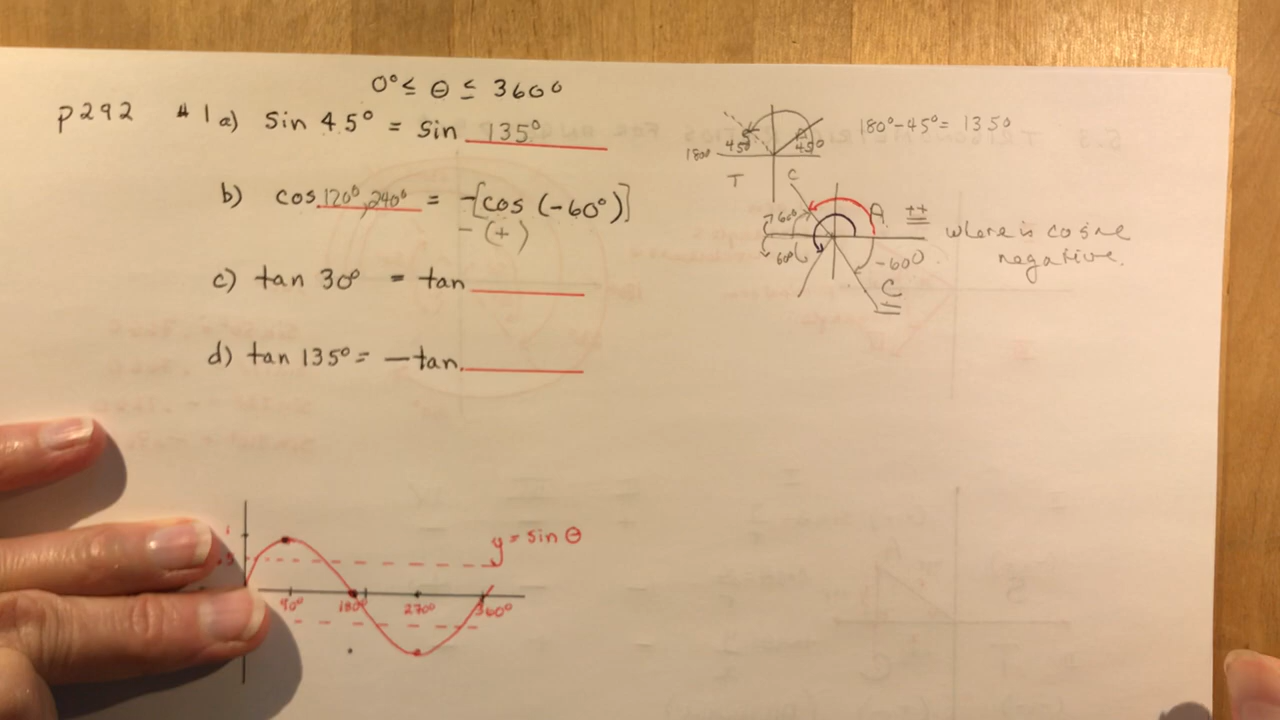 0° ≤ θ ≤ 360°
p292 #1 a) sin 45° = sin 135°
b) cos 120°, 240° = -[cos (-60°)]
- (+)
c) tan 30° = tan
d) tan 135° = -tan
180° 45° 45°
180° - 45° = 135°
T C
60° A ++
60° -60°
C
where is cosine
negative.
1
.5
y = sin θ
90° 180° 270° 360°